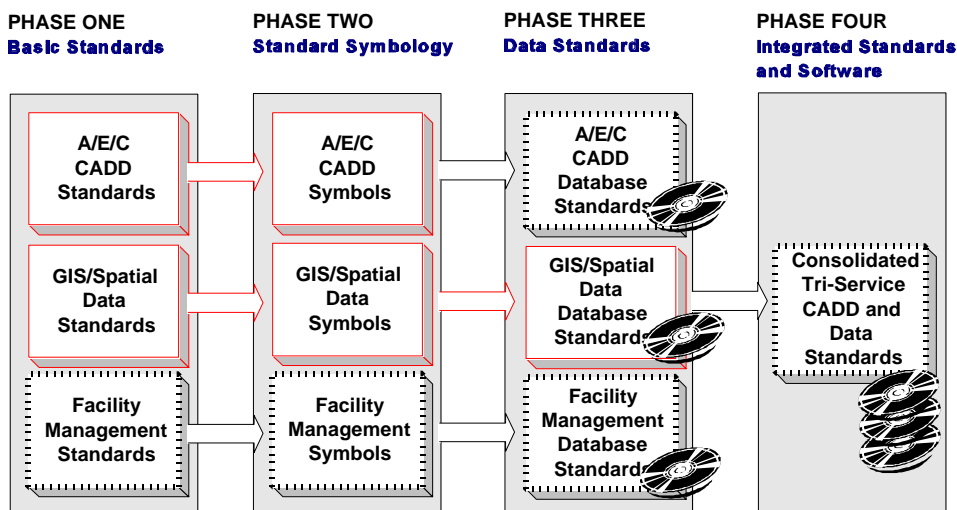 PHASE ONE
Basic Standards
A/E/C
CADD
Standards
GIS/Spatial
Data
Standards
Facility
Management
Standards
PHASE TWO
Standard Symbology
A/E/C
CADD
Symbols
GIS/Spatial
Data
Symbols
Facility
Management
Symbols
PHASE THREE
Data Standards
A/E/C
CADD
Database
Standards
GIS/Spatial
Data
Database
Standards
Facility
Management
Database
Standards
PHASE FOUR
Integrated Standards
and Software
Consolidated
Tri-Service
CADD and
Data
Standards